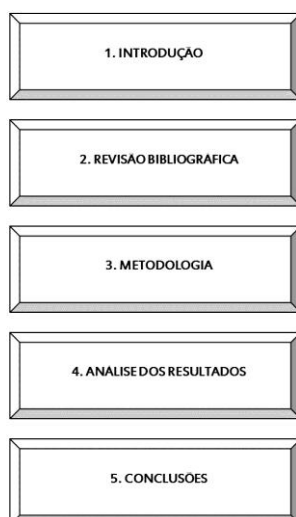 1. INTRODUÇÃO
2. REVISÃO BIBLIOGRÁFICA
3. METODOLOGIA
4. ANÁLISE DOS RESULTADOS
5. CONCLUSÕES